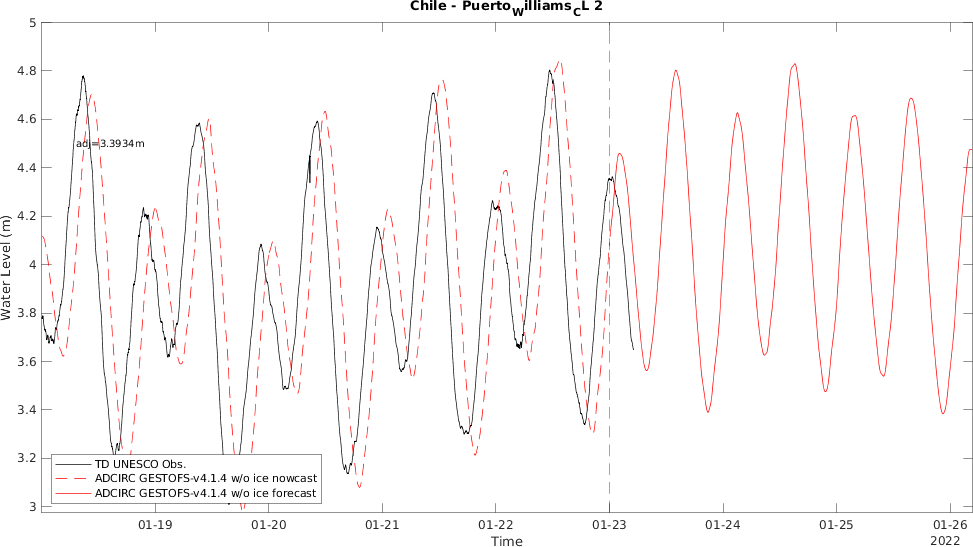 Chile - PuertoWilliamsCL 2
5
4.8
4.6
4.4
4.2
4
3.8
3.6
3.4
3.2
3
Water Level (m)
adj=3.3934m
TD UNESCO Obs.
ADCIRC GESTOFS-v4.1.4 w/o ice nowcast
ADCIRC GESTOFS-v4.1.4 w/o ice forecast
01-19 01-20 01-21 01-22 01-23 01-24 01-25 01-26
Time 2022